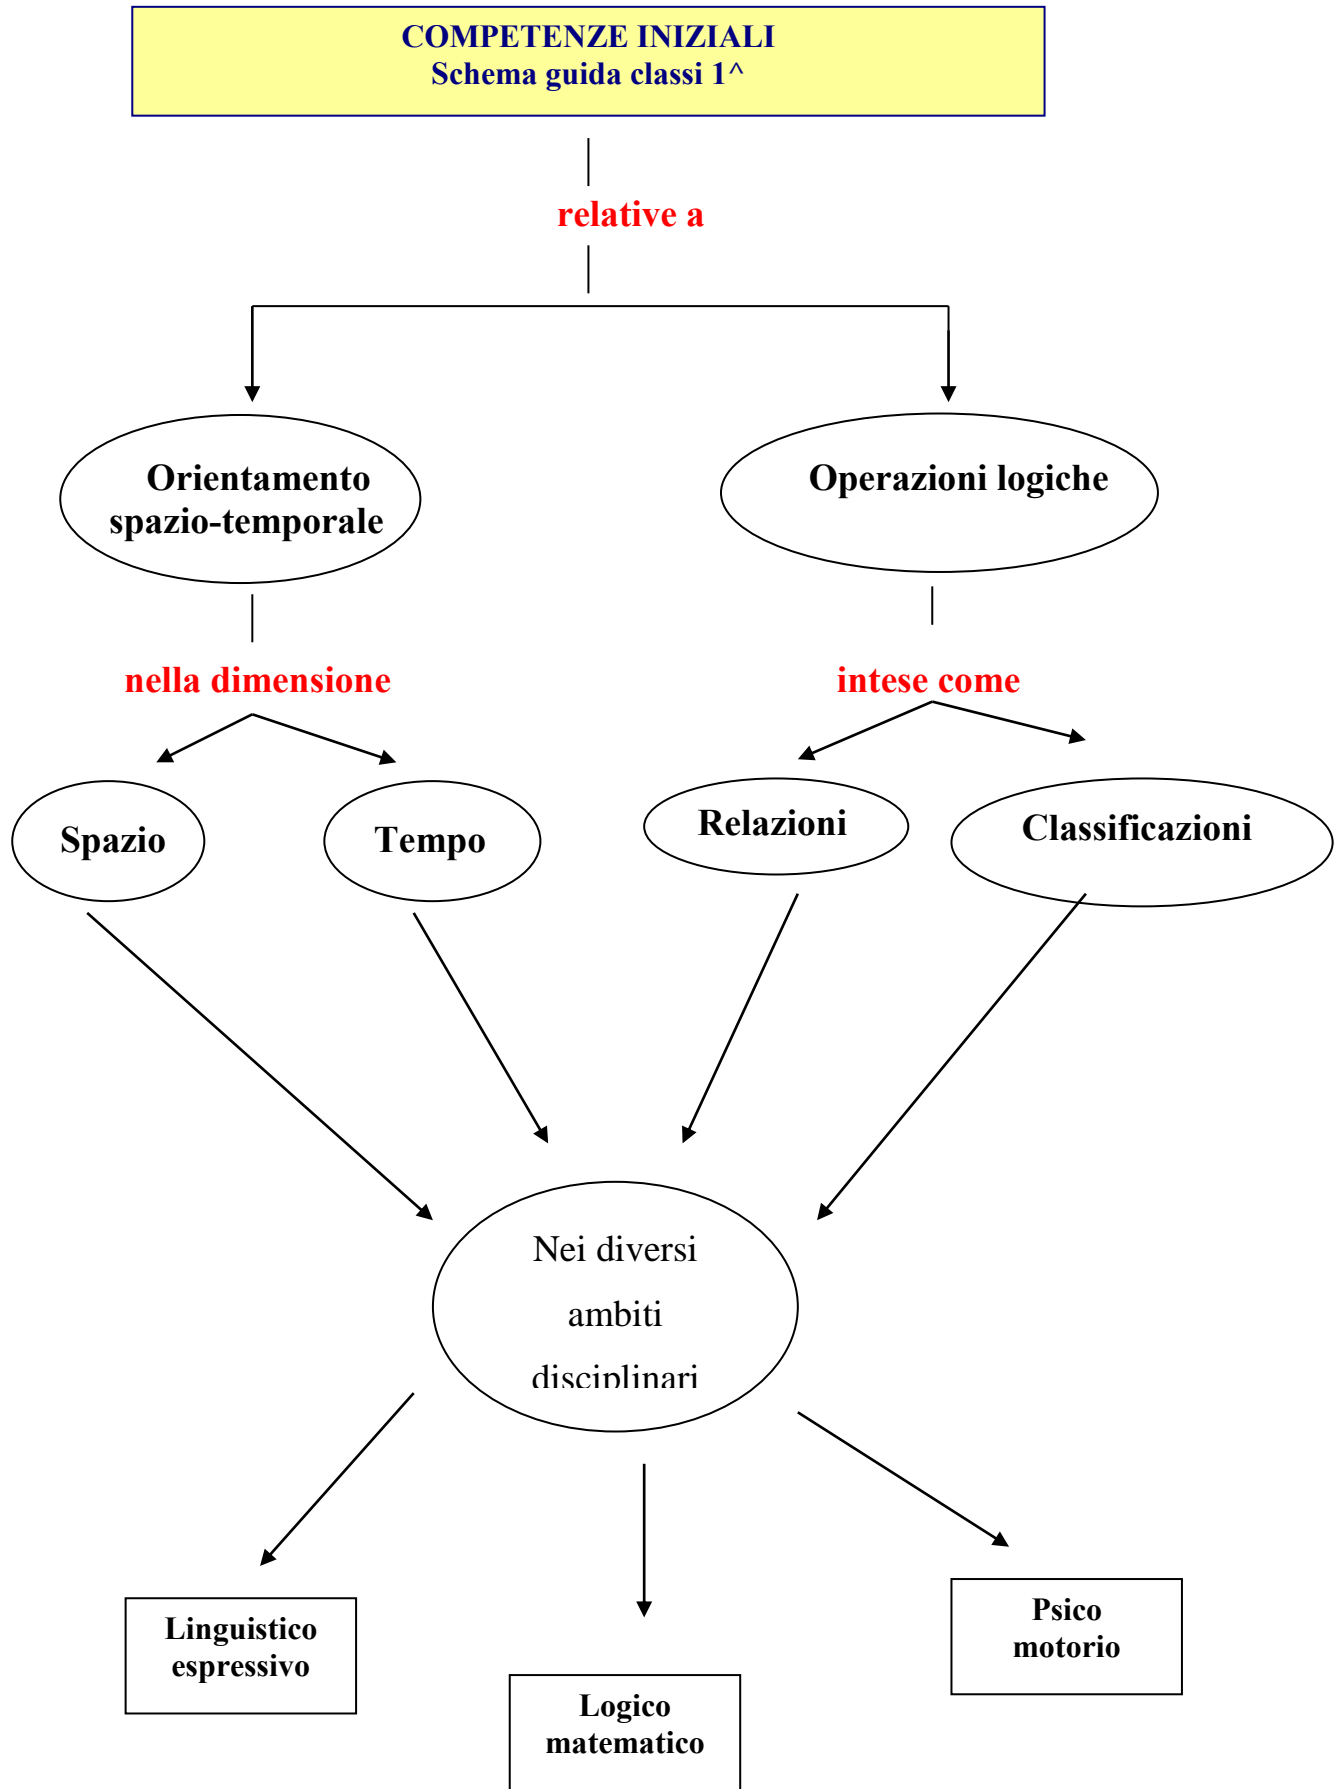 COMPETENZE INIZIALI
Schema guida classi 1^
relative a
Orientamento
spazio-temporale
Operazioni logiche
nella dimensione
intese come
Spazio
Tempo
Relazioni
Classificazioni
Nei diversi
ambiti
disciplinari
Linguistico
espressivo
Logico
matematico
Psico
motorio